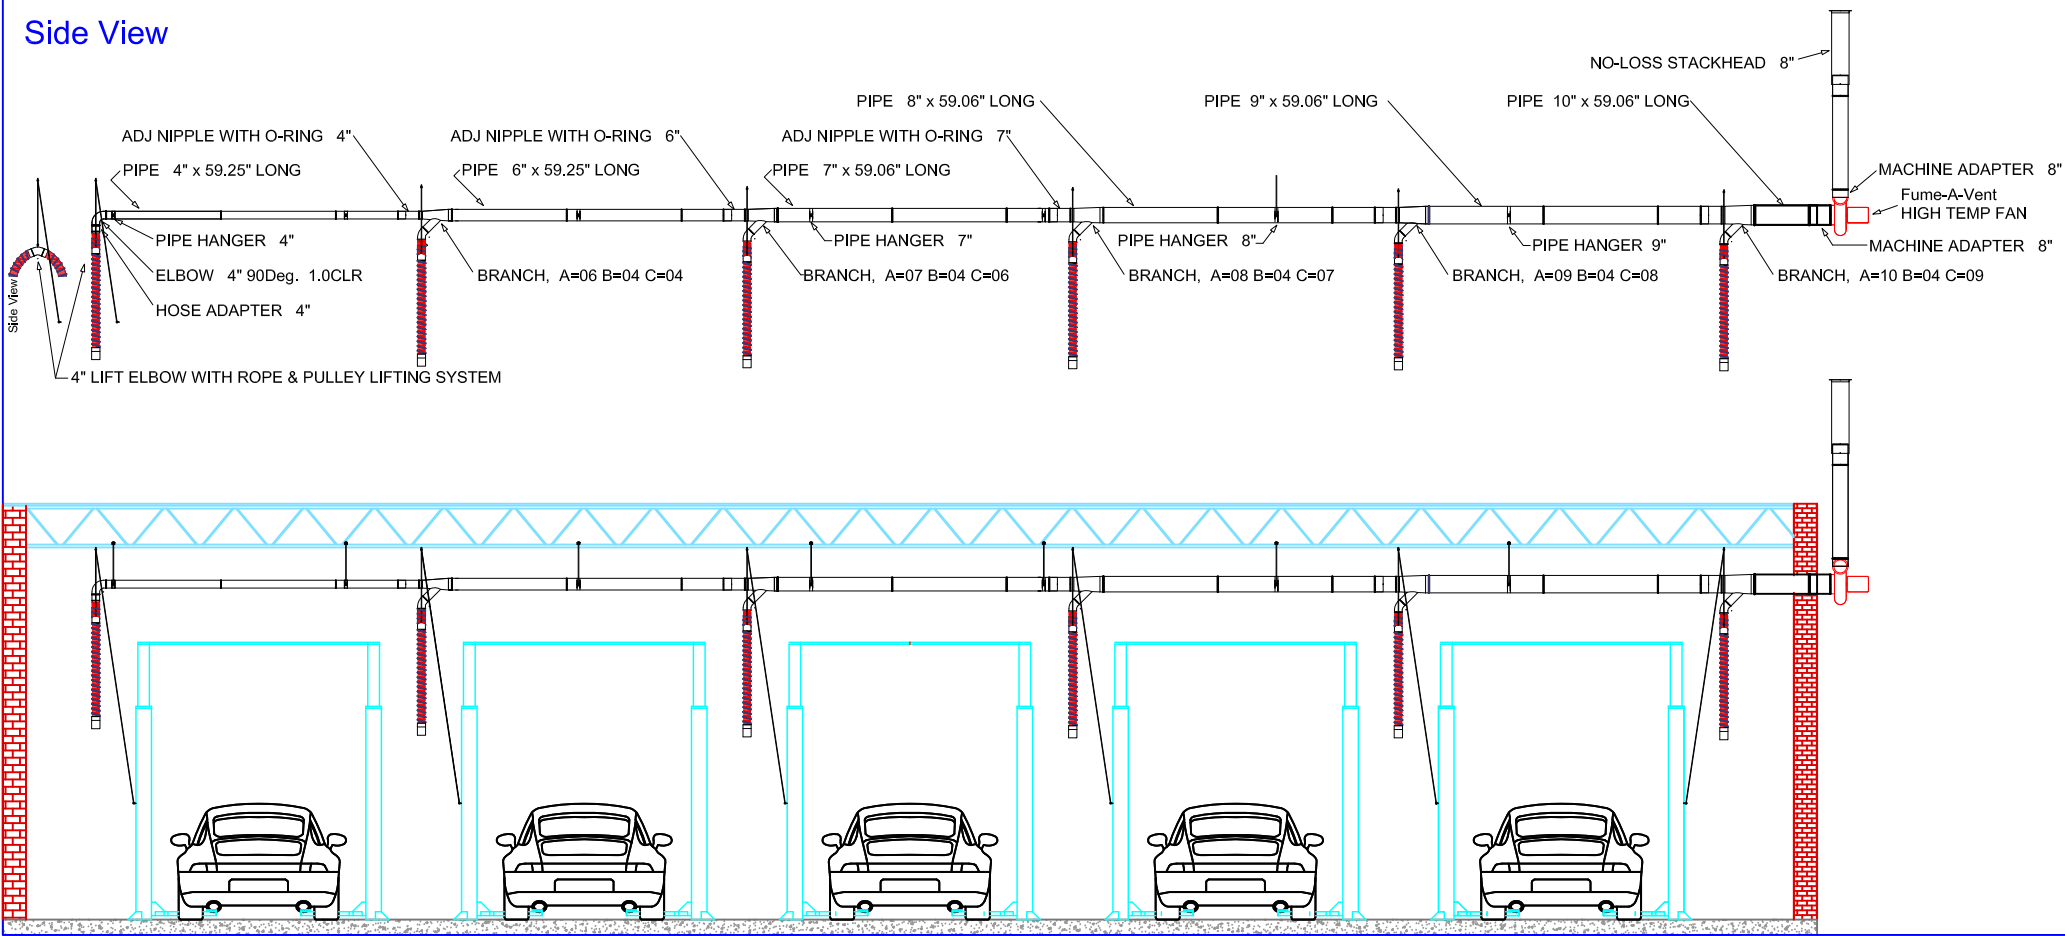 Side View
NO-LOSS STACKHEAD 8"
PIPE 8" x 59.06" LONG
PIPE 9" x 59.06" LONG
PIPE 10" x 59.06" LONG
ADJ NIPPLE WITH O-RING 4"
ADJ NIPPLE WITH O-RING 6"
ADJ NIPPLE WITH O-RING 7"
PIPE 4" x 59.25" LONG
PIPE 6" x 59.25" LONG
PIPE 7" x 59.06" LONG
MACHINE ADAPTER 8"
Fume-A-Vent
HIGH TEMP FAN
PIPE HANGER 4"
PIPE HANGER 7"
PIPE HANGER 8"
PIPE HANGER 9"
MACHINE ADAPTER 8"
ELBOW 4" 90Deg. 1.0CLR
BRANCH, A=06 B=04 C=04
BRANCH, A=07 B=04 C=06
BRANCH, A=08 B=04 C=07
BRANCH, A=09 B=04 C=08
BRANCH, A=10 B=04 C=09
HOSE ADAPTER 4"
Side View
4" LIFT ELBOW WITH ROPE & PULLEY LIFTING SYSTEM